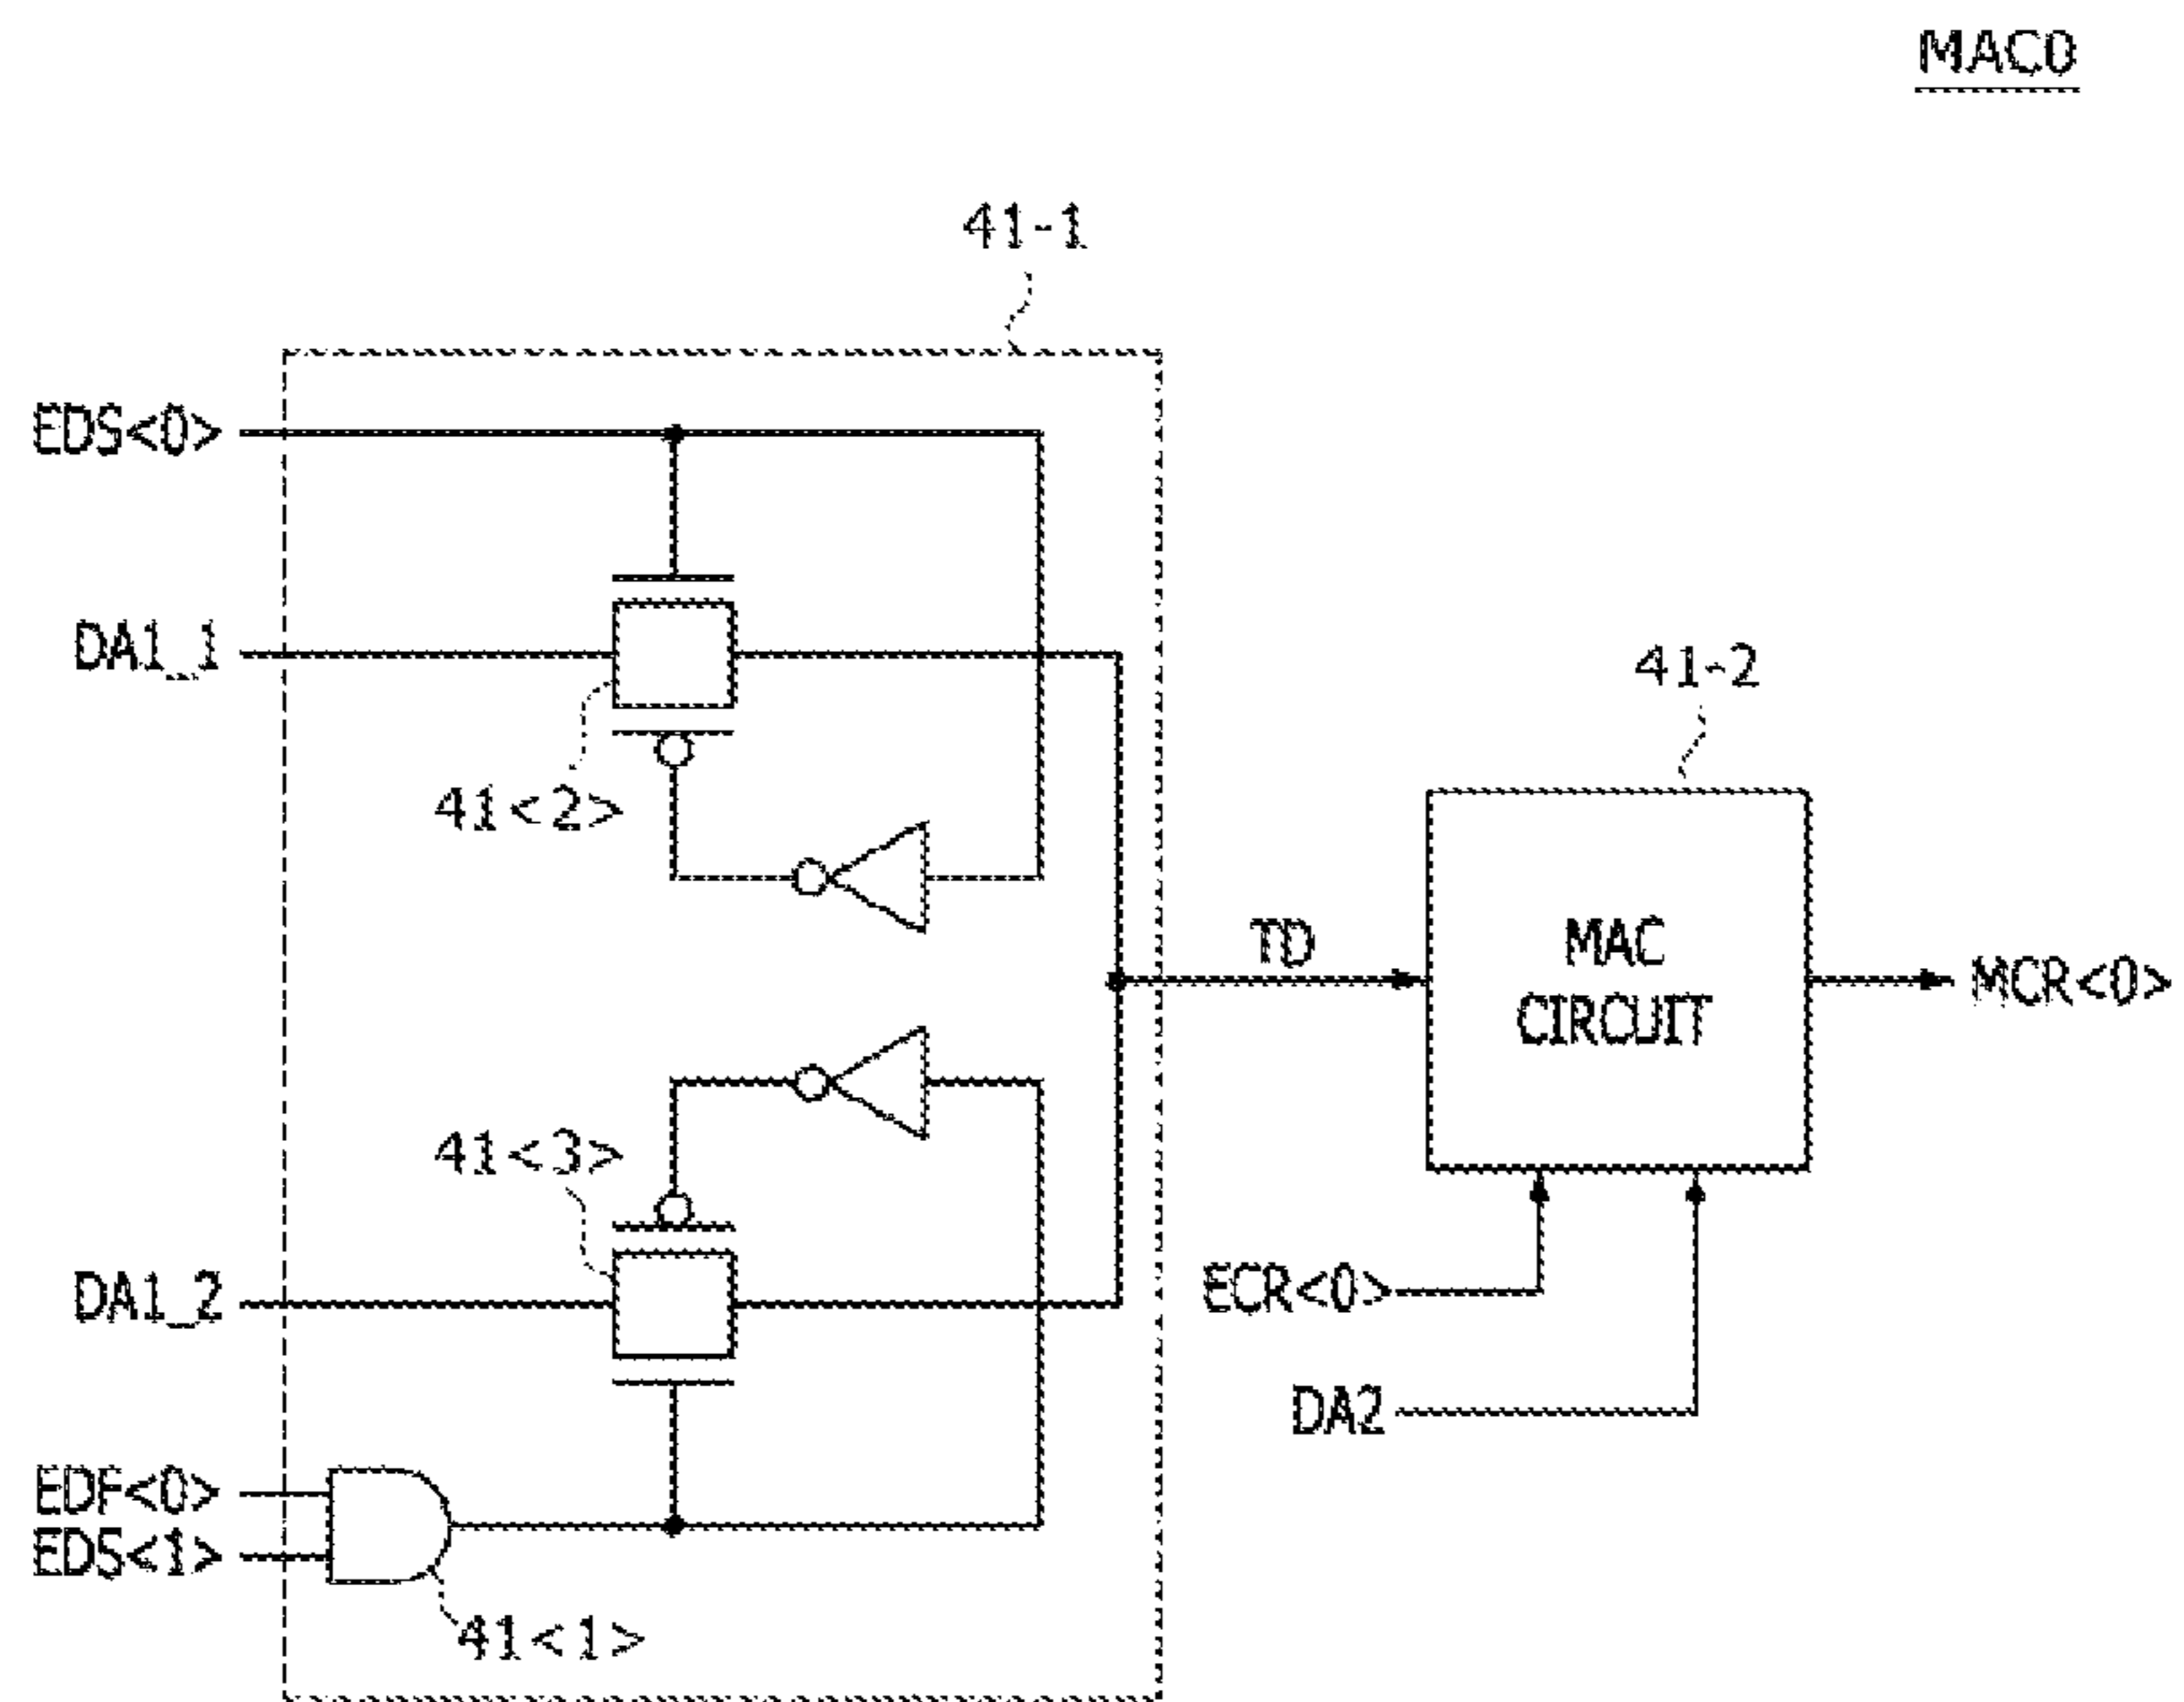 MAC0
41-1
EDS<0>
DA1_1
41-2
41<2>
TD
MAC
CIRCUIT
MCR<0>
41<3>
DA1_2
ECR<0>
DA2
EDF<0>
EDS<1>
41<1>